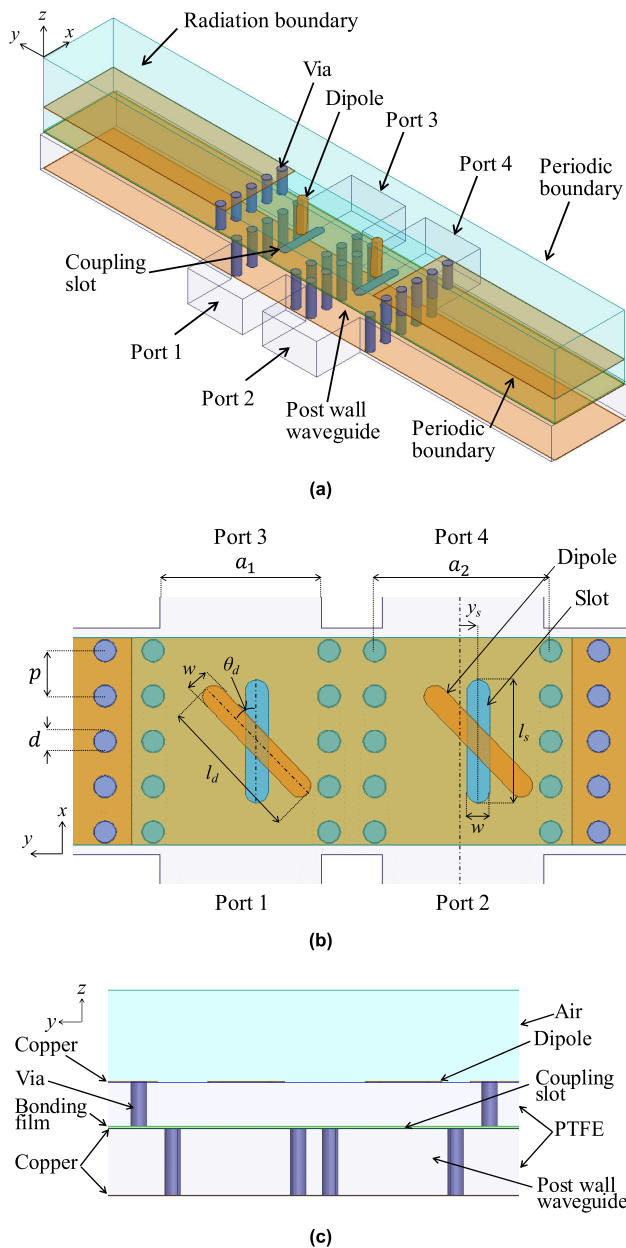 z
y
x
Radiation boundary
Via
Dipole
Port 3
Port 4
Periodic
boundary
Coupling
slot
Port 1
Port 2
Post wall
waveguide
Periodic
boundary
(a)
Port 3
Port 4
a₁
a₂
Dipole
Slot
yₛ
p
w
θ_d
d
l_d
lₛ
w
x
y
Port 1
Port 2
(b)
z
y
Air
Copper
Dipole
Via
Coupling
slot
Bonding
film
PTFE
Copper
Post wall
waveguide
(c)